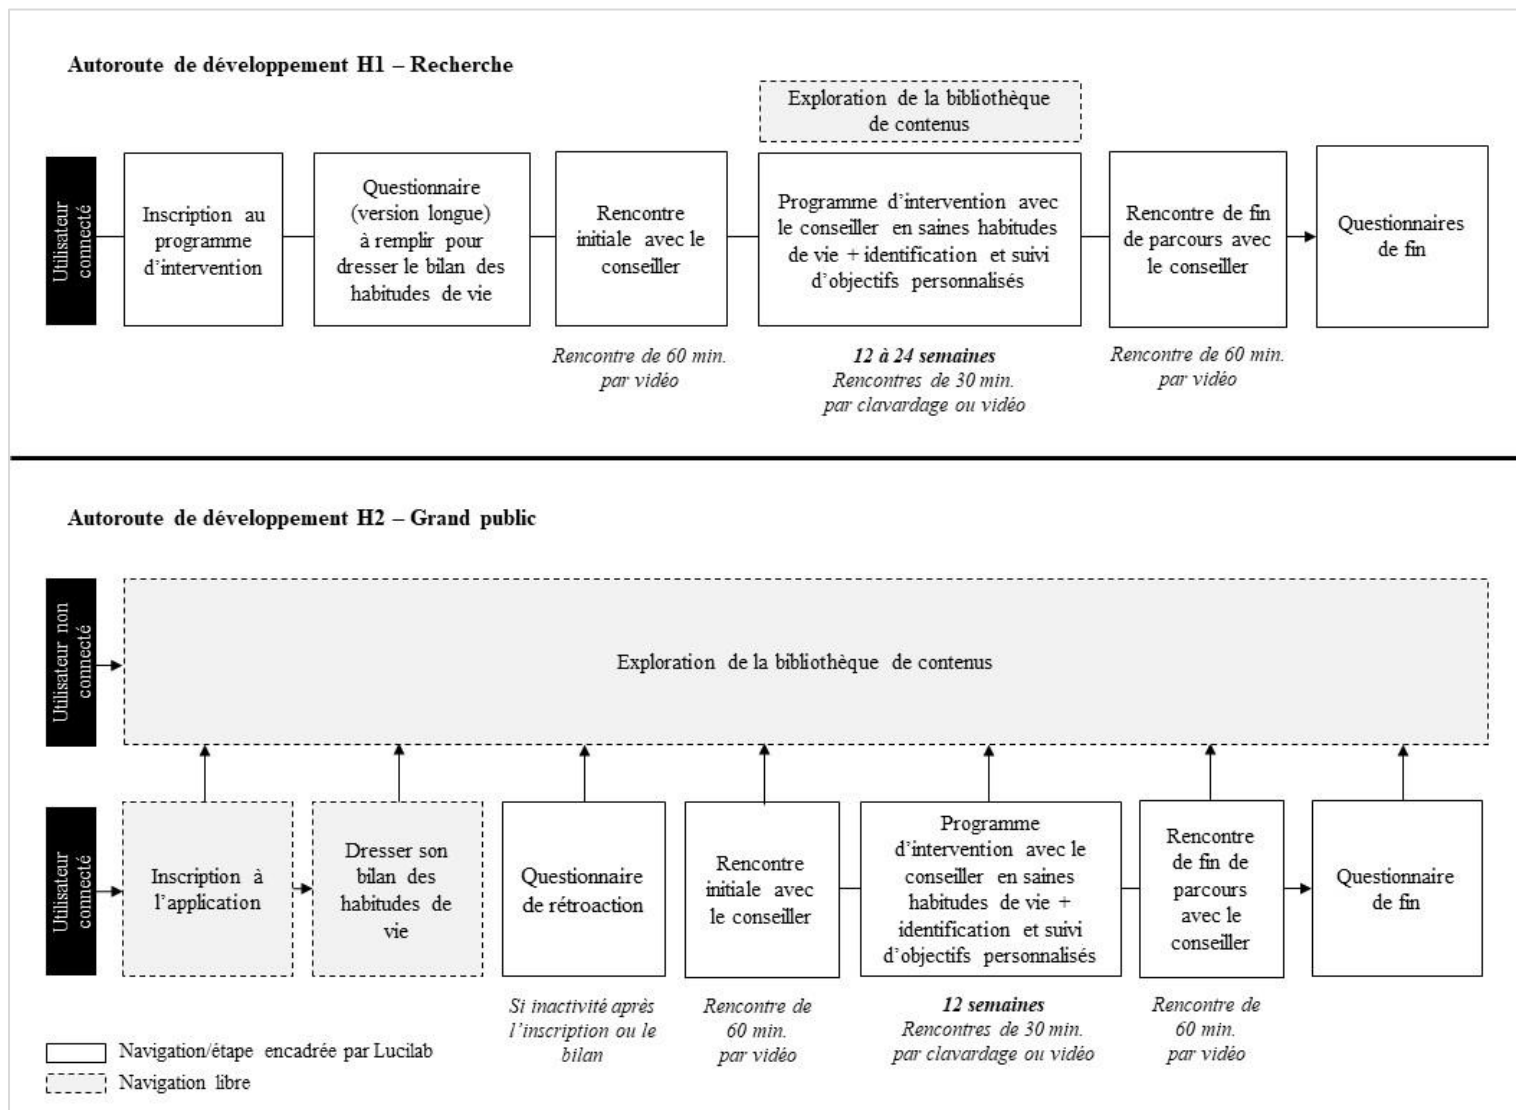 Autoroute de développement H1 – Recherche
Exploration de la bibliothèque
de contenus
Utilisateur
connecté
Inscription au
programme
d’intervention
Questionnaire
(version longue)
à remplir pour
dresser le bilan des
habitudes de vie
Rencontre
initiale avec le
conseiller
Programme d’intervention avec
le conseiller en saines habitudes
de vie + identification et suivi
d’objectifs personnalisés
Rencontre de fin
de parcours avec
le conseiller
Questionnaires
de fin
Rencontre de 60 min.
par vidéo
12 à 24 semaines
Rencontres de 30 min.
par clavardage ou vidéo
Rencontre de 60 min.
par vidéo
Autoroute de développement H2 – Grand public
Utilisateur non
connecté
Exploration de la bibliothèque de contenus
Utilisateur
connecté
Inscription à
l’application
Dresser son
bilan des
habitudes de
vie
Questionnaire
de rétroaction
Rencontre
initiale avec
le conseiller
Programme
d’intervention avec le
conseiller en saines
habitudes de vie +
identification et suivi
d’objectifs personnalisés
Rencontre
de fin de
parcours
avec le
conseiller
Questionnaire
de fin
Si inactivité après
l’inscription ou le
bilan
Rencontre de
60 min.
par vidéo
12 semaines
Rencontres de 30 min.
par clavardage ou vidéo
Rencontre de
60 min.
par vidéo
Navigation/étape encadrée par Lucilab
Navigation libre